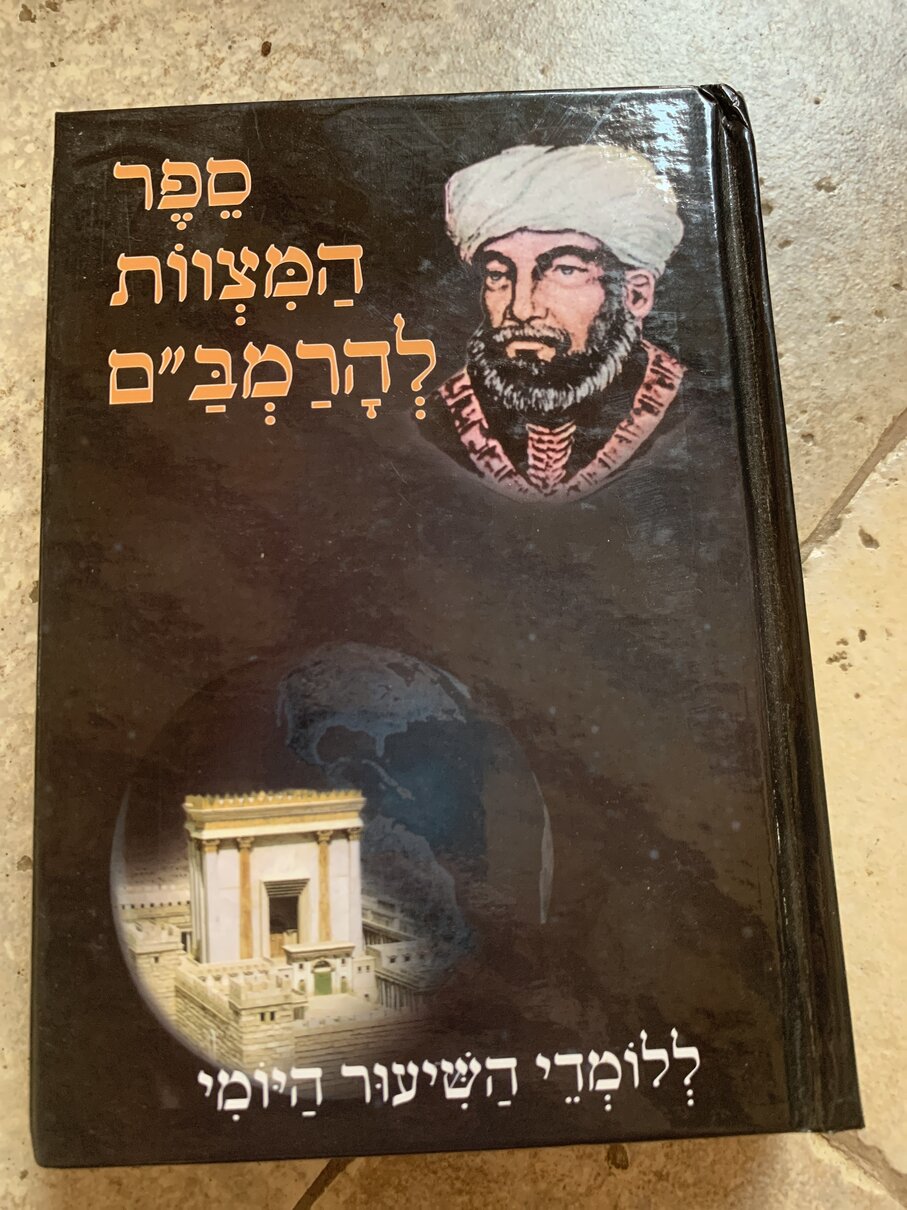 סֵפֶר
הַמִּצְווֹת
לְהָרַמְבַּ״ם
לְלוֹמְדֵי הַשִּׁיעוּר הַיּוֹמִי